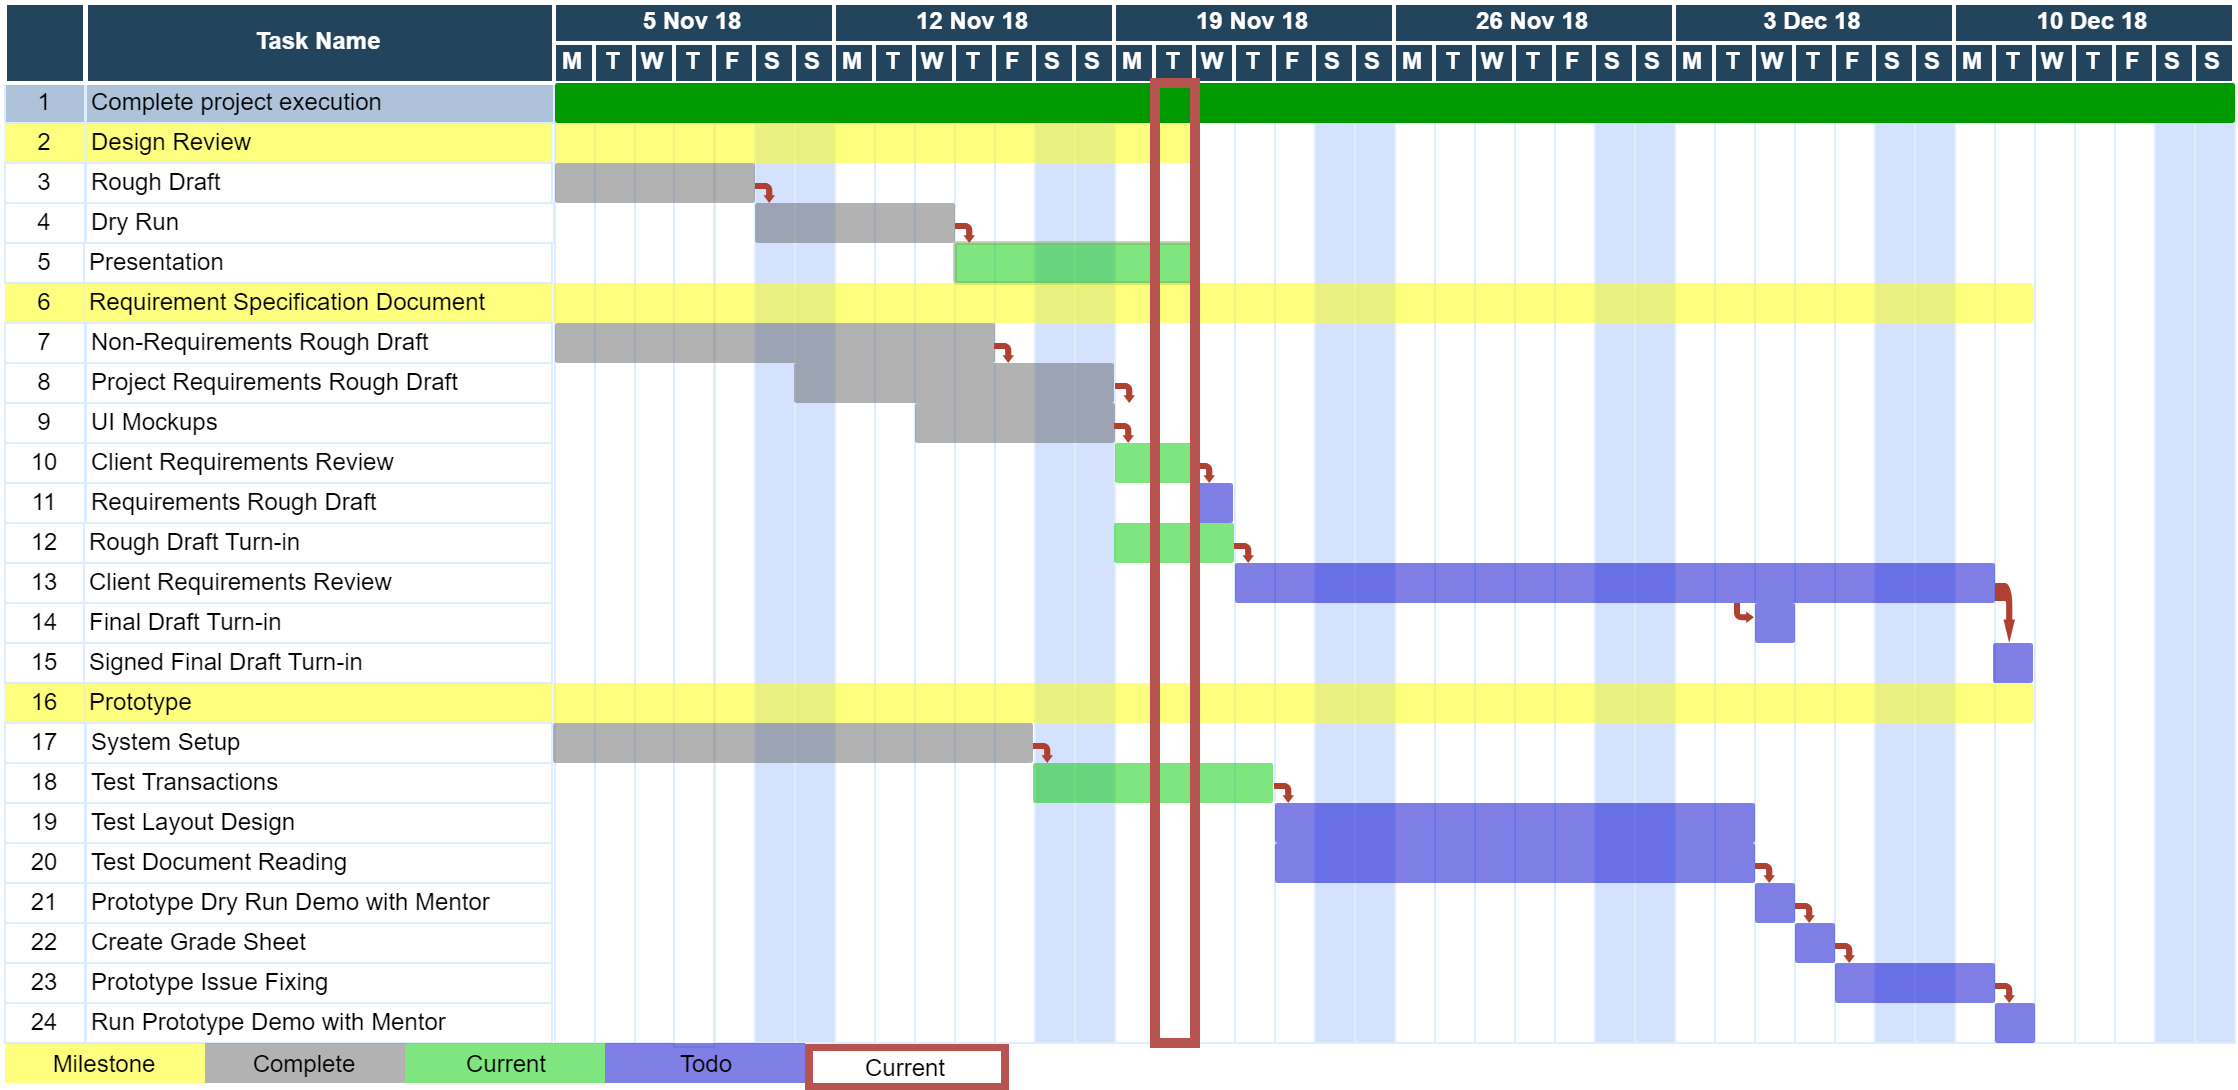 Task Name
5 Nov 18 12 Nov 18 19 Nov 18 26 Nov 18 3 Dec 18 10 Dec 18
M T W T F S S M T W T F S S M T W T F S S M T W T F S S M T W T F S S M T W T F S S
1 Complete project execution
2 Design Review
3 Rough Draft
4 Dry Run
5 Presentation
6 Requirement Specification Document
7 Non-Requirements Rough Draft
8 Project Requirements Rough Draft
9 UI Mockups
10 Client Requirements Review
11 Requirements Rough Draft
12 Rough Draft Turn-in
13 Client Requirements Review
14 Final Draft Turn-in
15 Signed Final Draft Turn-in
16 Prototype
17 System Setup
18 Test Transactions
19 Test Layout Design
20 Test Document Reading
21 Prototype Dry Run Demo with Mentor
22 Create Grade Sheet
23 Prototype Issue Fixing
24 Run Prototype Demo with Mentor
Milestone Complete Current Todo Current